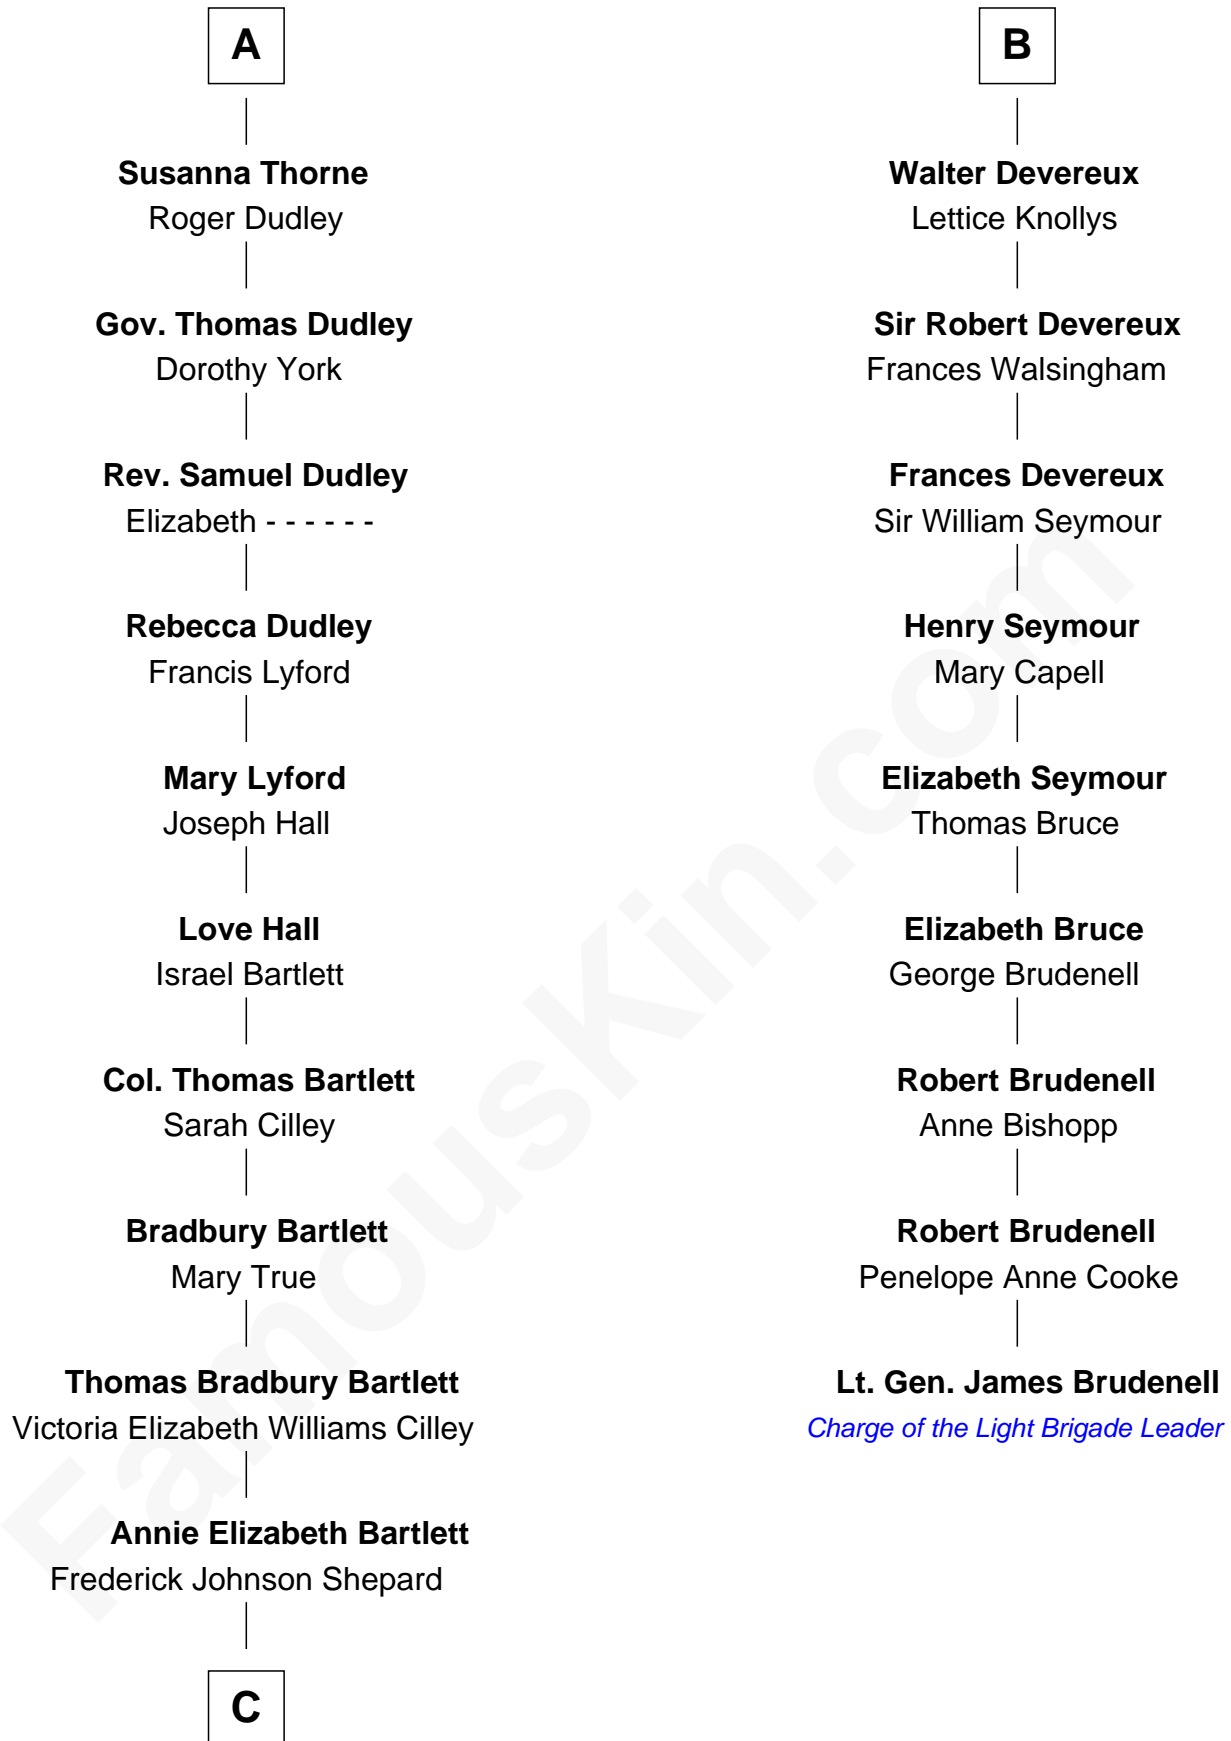 A
Susanna Thorne
Roger Dudley
Gov. Thomas Dudley
Dorothy York
Rev. Samuel Dudley
Elizabeth - - - - - -
Rebecca Dudley
Francis Lyford
Mary Lyford
Joseph Hall
Love Hall
Israel Bartlett
Col. Thomas Bartlett
Sarah Cilley
Bradbury Bartlett
Mary True
Thomas Bradbury Bartlett
Victoria Elizabeth Williams Cilley
Annie Elizabeth Bartlett
Frederick Johnson Shepard
C
B
Walter Devereux
Lettice Knollys
Sir Robert Devereux
Frances Walsingham
Frances Devereux
Sir William Seymour
Henry Seymour
Mary Capell
Elizabeth Seymour
Thomas Bruce
Elizabeth Bruce
George Brudenell
Robert Brudenell
Anne Bishopp
Robert Brudenell
Penelope Anne Cooke
Lt. Gen. James Brudenell
Charge of the Light Brigade Leader
FamousKin.com